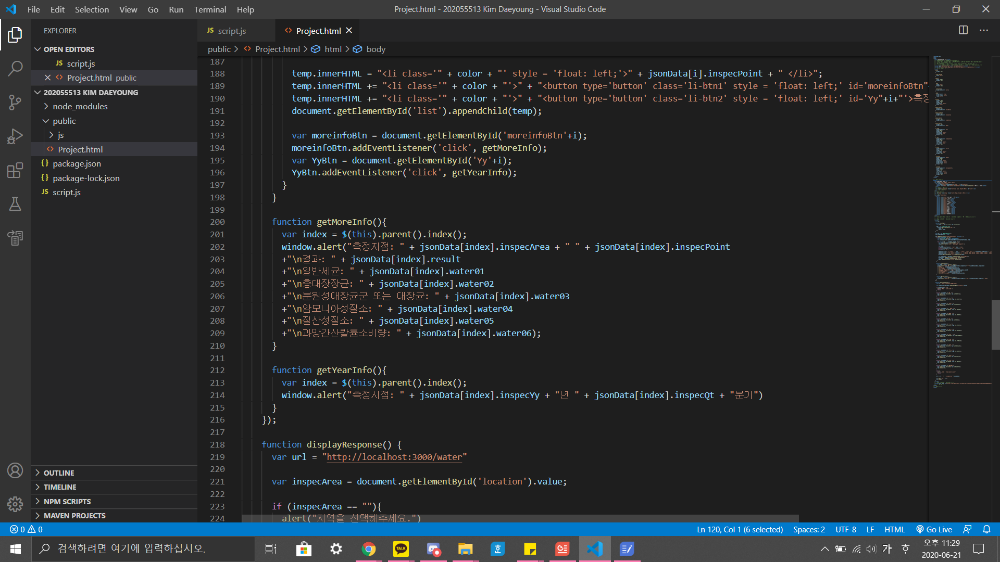 File Edit Selection View Go Run Terminal Help
Project.html - 202055513 Kim Daeyoung - Visual Studio Code
EXPLORER
OPEN EDITORS
JS script.js
Project.html public
202055513 KIM DAEYOUNG
node_modules
public
js
Project.html
{} package.json
{} package-lock.json
JS script.js
OUTLINE
TIMELINE
NPM SCRIPTS
MAVEN PROJECTS
JS script.js
Project.html
public > Project.html > html > body
187
188 temp.innerHTML = "<li class='" + color + "' style = 'float: left;'>" + jsonData[i].inspecPoint + " </li>";
189 temp.innerHTML += "<li class='" + color + "'>" + "<button type='button' class='li-btn1' style = 'float: left;' id='moreinfoBtn"
190 temp.innerHTML += "<li class='" + color + "'>" + "<button type='button' class='li-btn2' style = 'float: left;' id='Yy"+i+"'>측정
191 document.getElementById('list').appendChild(temp);
192
193 var moreinfoBtn = document.getElementById('moreinfoBtn'+i);
194 moreinfoBtn.addEventListener('click', getMoreInfo);
195 var YyBtn = document.getElementById('Yy'+i);
196 YyBtn.addEventListener('click', getYearInfo);
197 }
198 }
199
200 function getMoreInfo(){
201 var index = $(this).parent().index();
202 window.alert("측정지점: " + jsonData[index].inspecArea + " " + jsonData[index].inspecPoint
203 +"\n결과: " + jsonData[index].result
204 +"\n일반세균: " + jsonData[index].water01
205 +"\n총대장장균: " + jsonData[index].water02
206 +"\n분원성대장균군 또는 대장균: " + jsonData[index].water03
207 +"\n암모니아성질소: " + jsonData[index].water04
208 +"\n질산성질소: " + jsonData[index].water05
209 +"\n과망간산칼륨소비량: " + jsonData[index].water06);
210 }
211
212 function getYearInfo(){
213 var index = $(this).parent().index();
214 window.alert("측정시점: " + jsonData[index].inspecYy + "년 " + jsonData[index].inspecQt + "분기")
215 }
216 });
217
218 function displayResponse() {
219 var url = "http://localhost:3000/water"
220
221 var inspecArea = document.getElementById('location').value;
222
223 if (inspecArea == ""){
224 alert("지역을 선택해주세요.")
0 0
Ln 120, Col 1 (6 selected) Spaces: 2 UTF-8 LF HTML Go Live
검색하려면 여기에 입력하십시오.
TALK
가
오후 11:29
2020-06-21